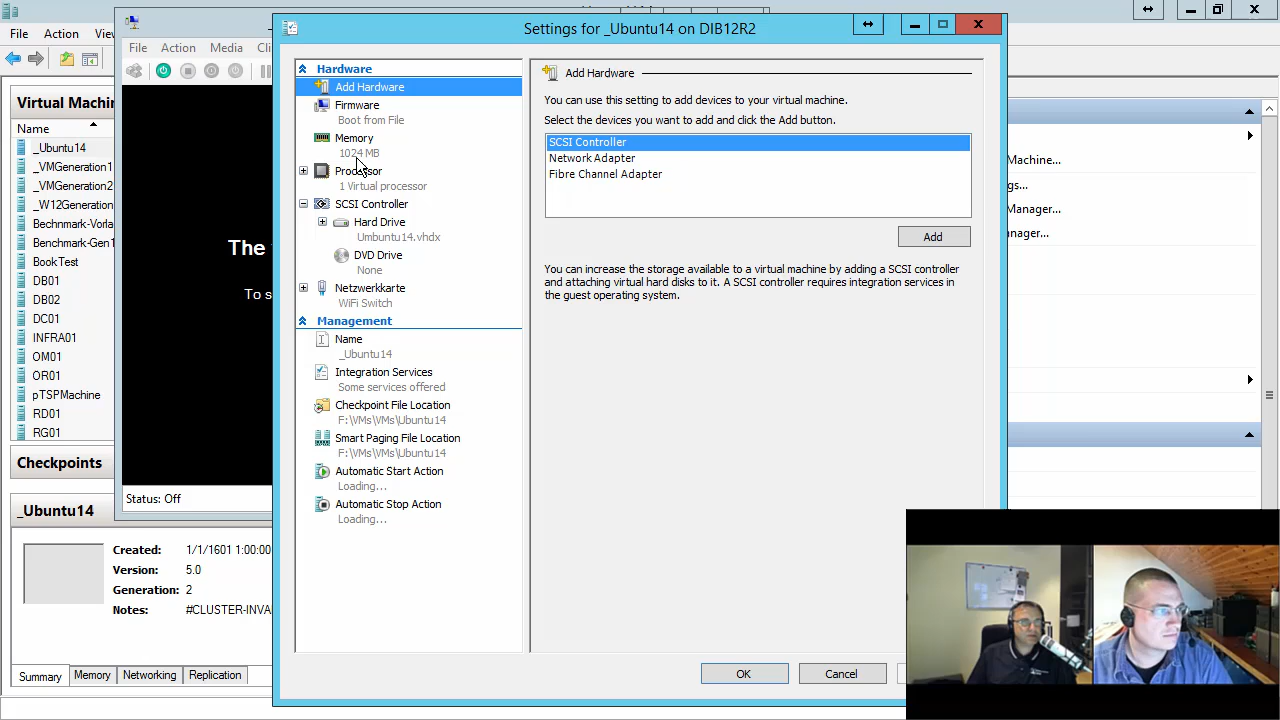 Settings for _Ubuntu14 on DIB12R2
File Action
File Action Media
Virtual Machin
Name
_Ubuntu14
_VMGeneration1
_VMGeneration2
_W12Generation
Bechnmark-Vorla
Benchmark-Gen1
BookTest
DB01
DB02
DC01
INFRA01
OM01
OR01
pTSPMachine
RD01
RG01
Checkpoints
_Ubuntu14
Created: 1/1/1601 1:00:00
Version: 5.0
Generation: 2
Notes: #CLUSTER-INVA
Summary Memory Networking Replication
The
To s
Status: Off
Hardware
Add Hardware
Firmware
Boot from File
Memory
1024 MB
Processor
1 Virtual processor
SCSI Controller
Hard Drive
Umbuntu14.vhdx
DVD Drive
None
Netzwerkkarte
WiFi Switch
Management
Name
_Ubuntu14
Integration Services
Some services offered
Checkpoint File Location
F:\VMs\VMs\Ubuntu14
Smart Paging File Location
F:\VMs\VMs\Ubuntu14
Automatic Start Action
Loading...
Automatic Stop Action
Loading...
Add Hardware
You can use this setting to add devices to your virtual machine.
Select the devices you want to add and click the Add button.
SCSI Controller
Network Adapter
Fibre Channel Adapter
Add
You can increase the storage available to a virtual machine by adding a SCSI controller
and attaching virtual hard disks to it. A SCSI controller requires integration services in
the guest operating system.
OK Cancel
Machine...
gs...
Manager...
nager...